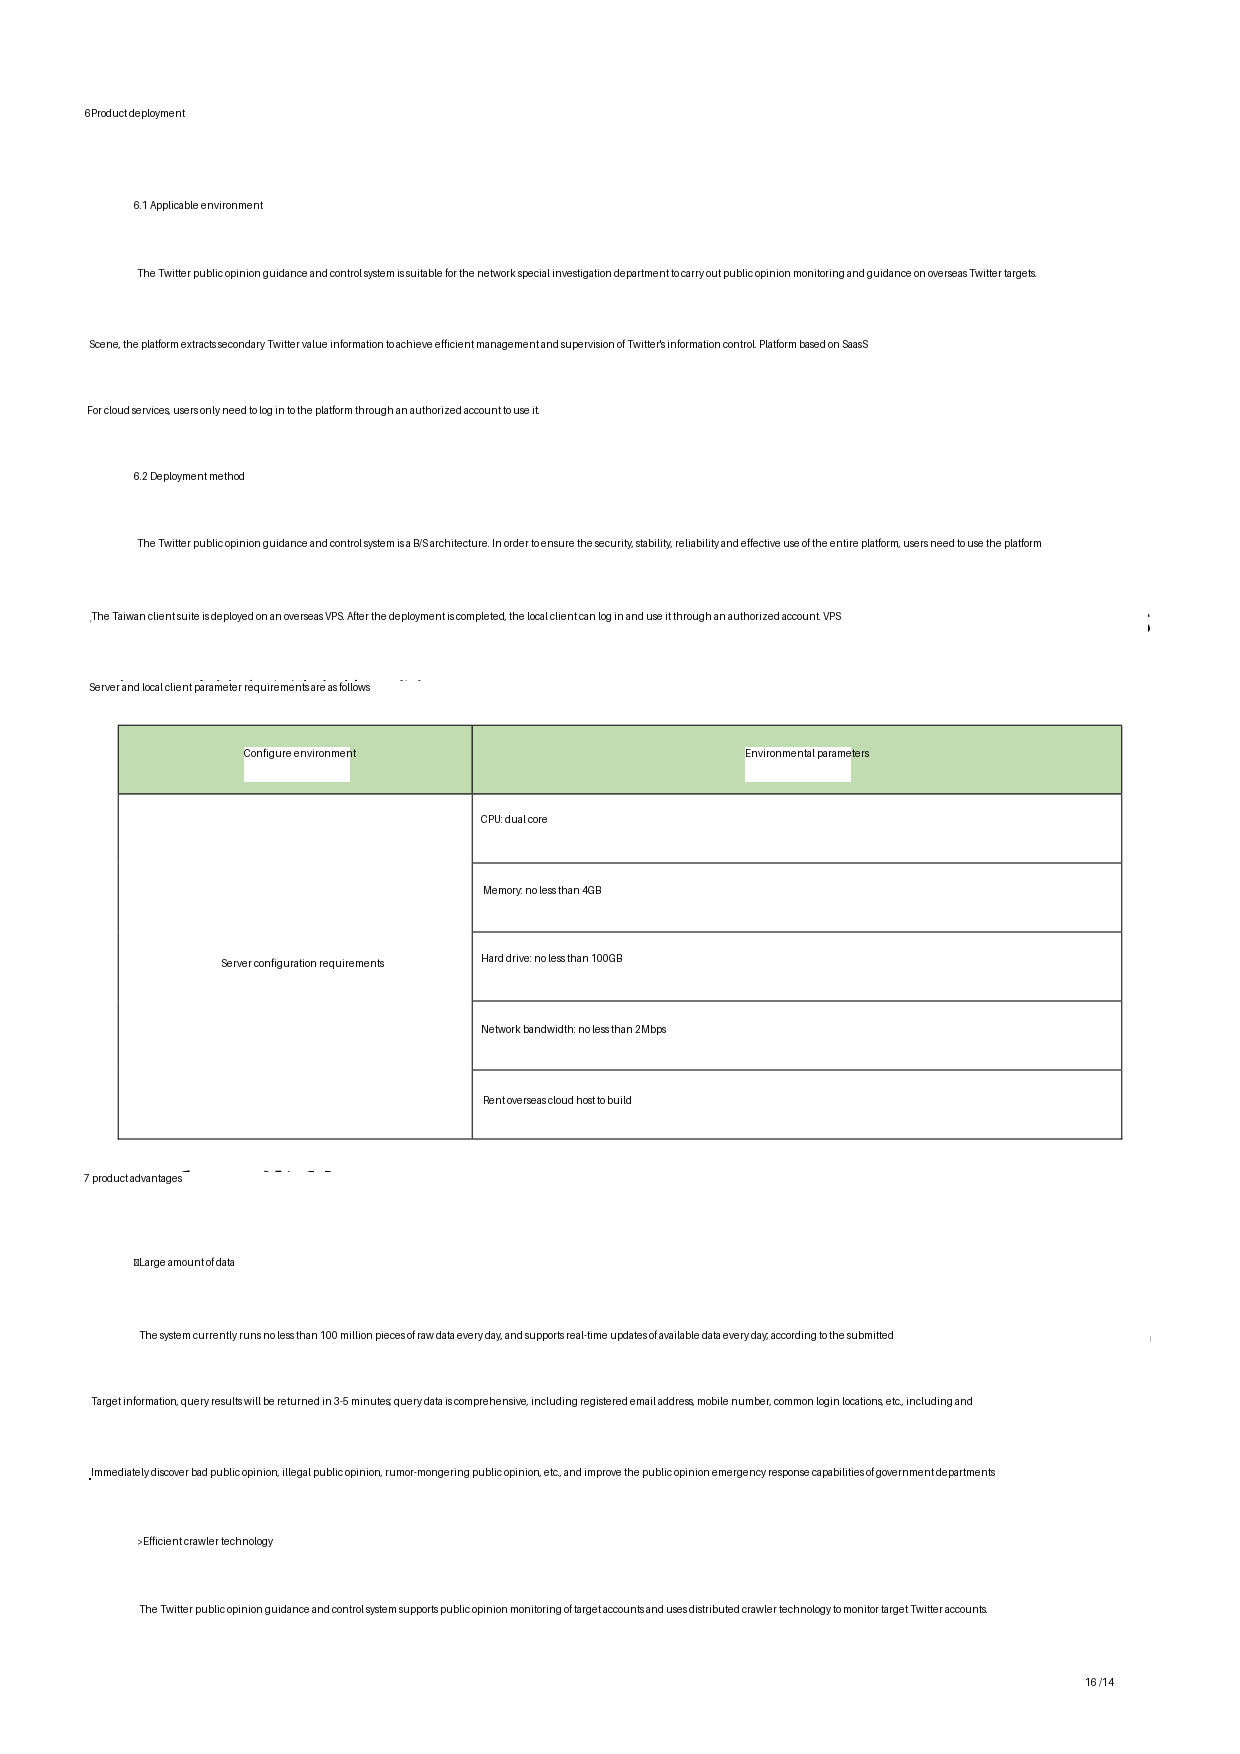 6Product deployment
6.1 Applicable environment
The Twitter public opinion guidance and control system is suitable for the network special investigation department to carry out public opinion monitoring and guidance on overseas Twitter targets.
Scene, the platform extracts secondary Twitter value information to achieve efficient management and supervision of Twitter's information control. Platform based on SaaS
For cloud services, users only need to log in to the platform through an authorized account to use it.
6.2 Deployment method
The Twitter public opinion guidance and control system is a B/S architecture. In order to ensure the security, stability, reliability and effective use of the entire platform, users need to use the platform
The Taiwan client suite is deployed on an overseas VPS. After the deployment is completed, the local client can log in and use it through an authorized account. VPS
Server and local client parameter requirements are as follows
Configure environment
Environmental parameters
CPU: dual core
Memory: no less than 4GB
Server configuration requirements
Hard drive: no less than 100GB
Network bandwidth: no less than 2Mbps
Rent overseas cloud host to build
7 product advantages
Large amount of data
The system currently runs no less than 100 million pieces of raw data every day, and supports real-time updates of available data every day; according to the submitted
Target information, query results will be returned in 3-5 minutes; query data is comprehensive, including registered email address, mobile number, common login locations, etc., including and
Immediately discover bad public opinion, illegal public opinion, rumor-mongering public opinion, etc., and improve the public opinion emergency response capabilities of government departments
>Efficient crawler technology
The Twitter public opinion guidance and control system supports public opinion monitoring of target accounts and uses distributed crawler technology to monitor target Twitter accounts.
16 /14